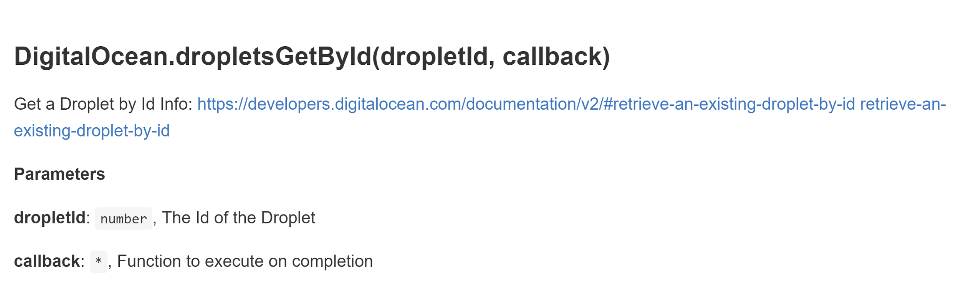 DigitalOcean.dropletsGetById(dropletId, callback)
Get a Droplet by Id Info: https://developers.digitalocean.com/documentation/v2/#retrieve-an-existing-droplet-by-id retrieve-an-
existing-droplet-by-id
Parameters
dropletId: number , The Id of the Droplet
callback: * , Function to execute on completion